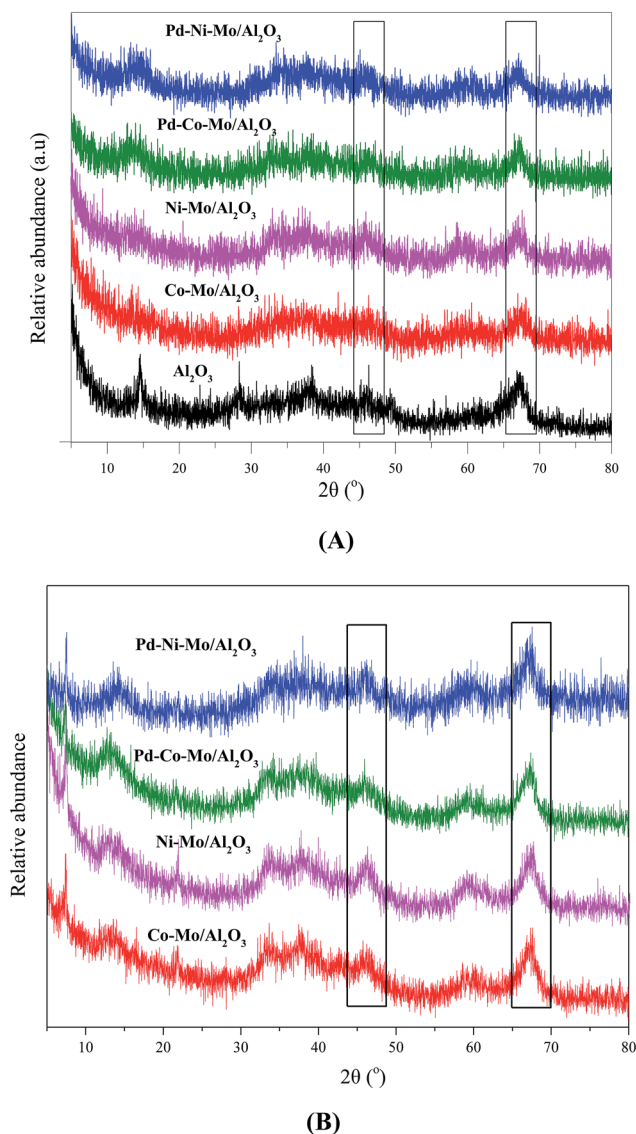 Pd-Ni-Mo/Al₂O₃
Pd-Co-Mo/Al₂O₃
Ni-Mo/Al₂O₃
Co-Mo/Al₂O₃
Al₂O₃
Relative abundance (a.u)
10 20 30 40 50 60 70 80
2θ (°)
(A)
Pd-Ni-Mo/Al₂O₃
Pd-Co-Mo/Al₂O₃
Ni-Mo/Al₂O₃
Co-Mo/Al₂O₃
Relative abundance
10 20 30 40 50 60 70 80
2θ (°)
(B)